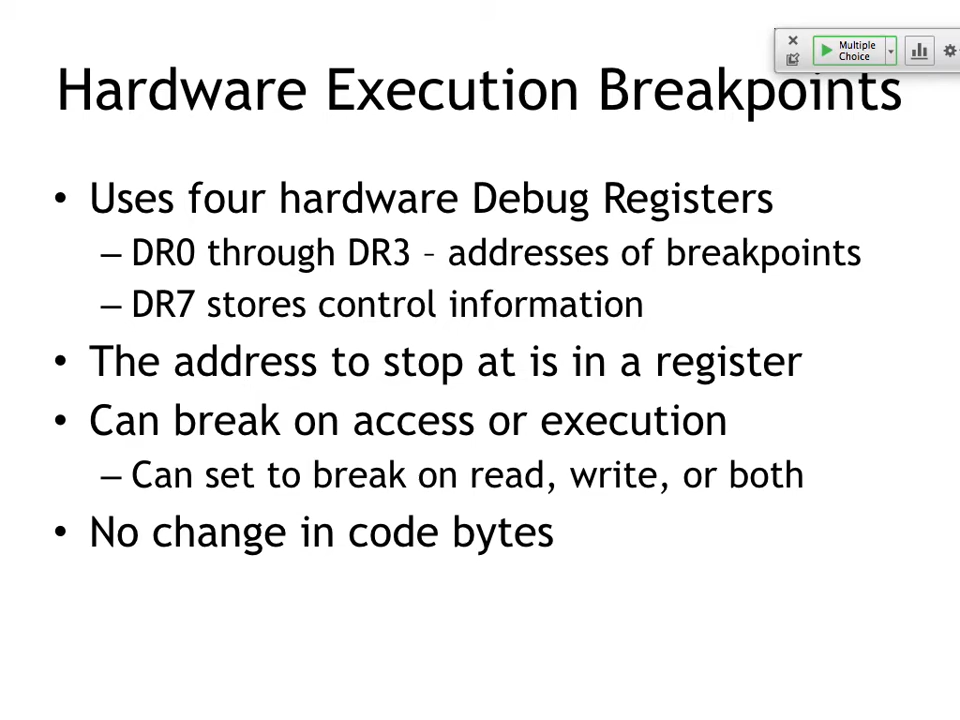 Multiple
Choice
Hardware Execution Breakpoints
• Uses four hardware Debug Registers
– DR0 through DR3 – addresses of breakpoints
– DR7 stores control information
• The address to stop at is in a register
• Can break on access or execution
– Can set to break on read, write, or both
• No change in code bytes